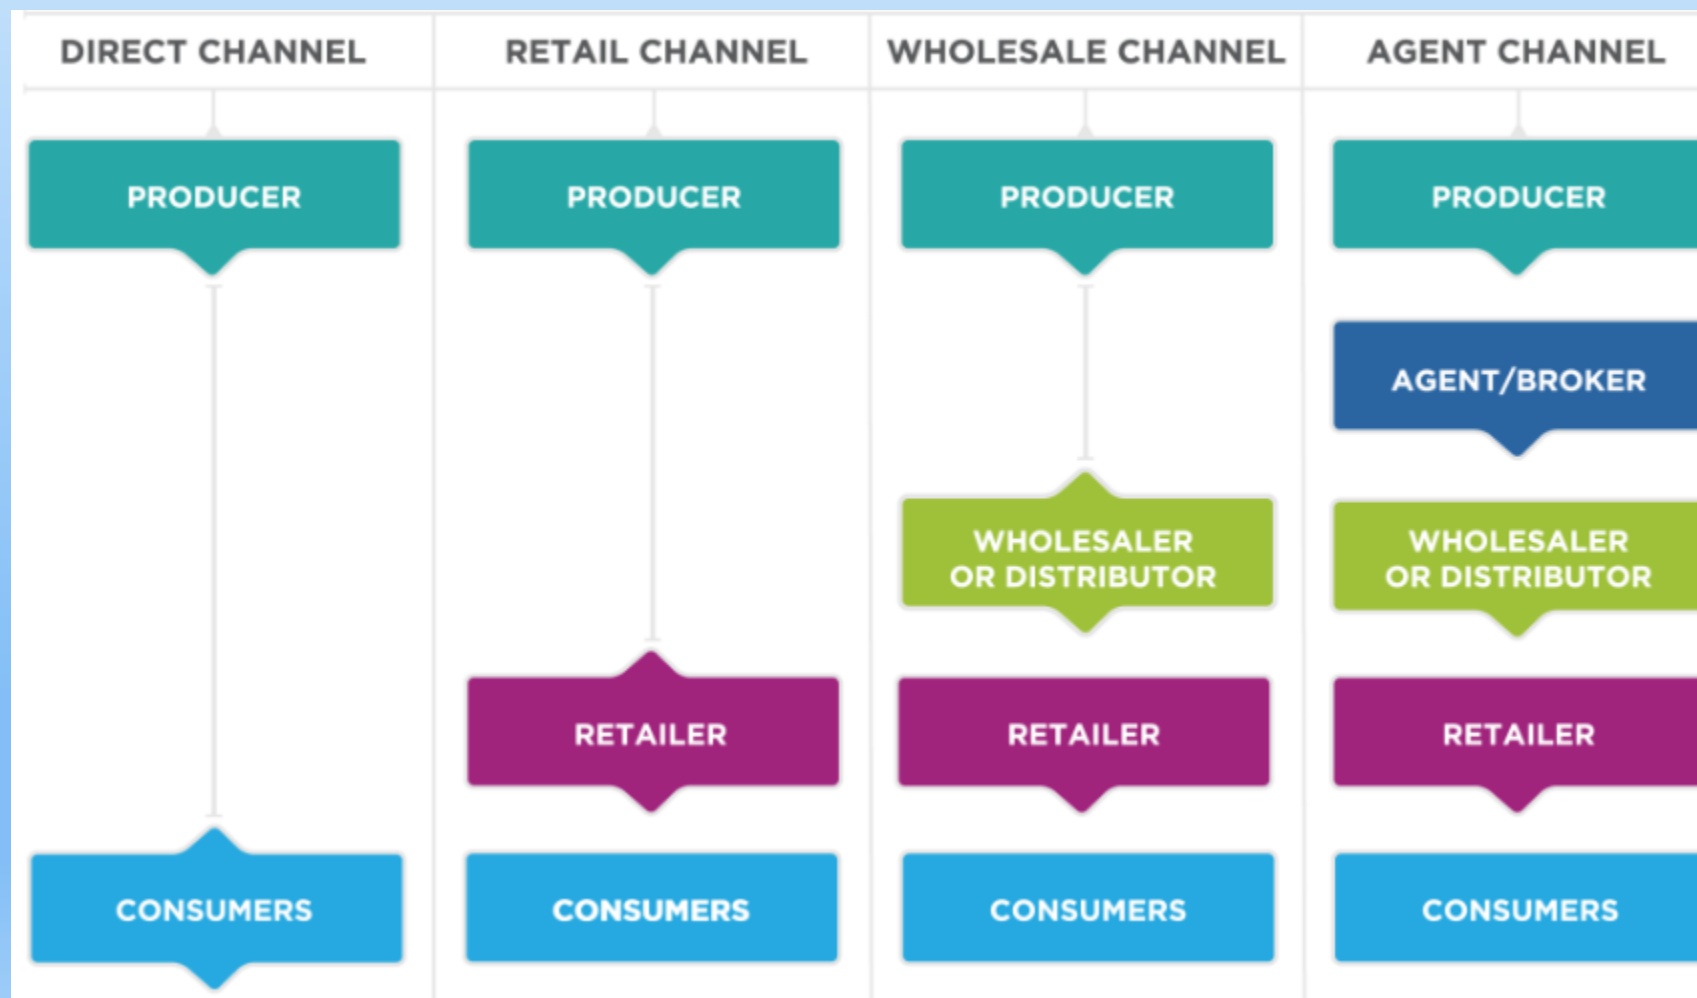 DIRECT CHANNEL
RETAIL CHANNEL
WHOLESALE CHANNEL
AGENT CHANNEL
PRODUCER
PRODUCER
PRODUCER
PRODUCER
AGENT/BROKER
WHOLESALER
OR DISTRIBUTOR
WHOLESALER
OR DISTRIBUTOR
RETAILER
RETAILER
RETAILER
CONSUMERS
CONSUMERS
CONSUMERS
CONSUMERS